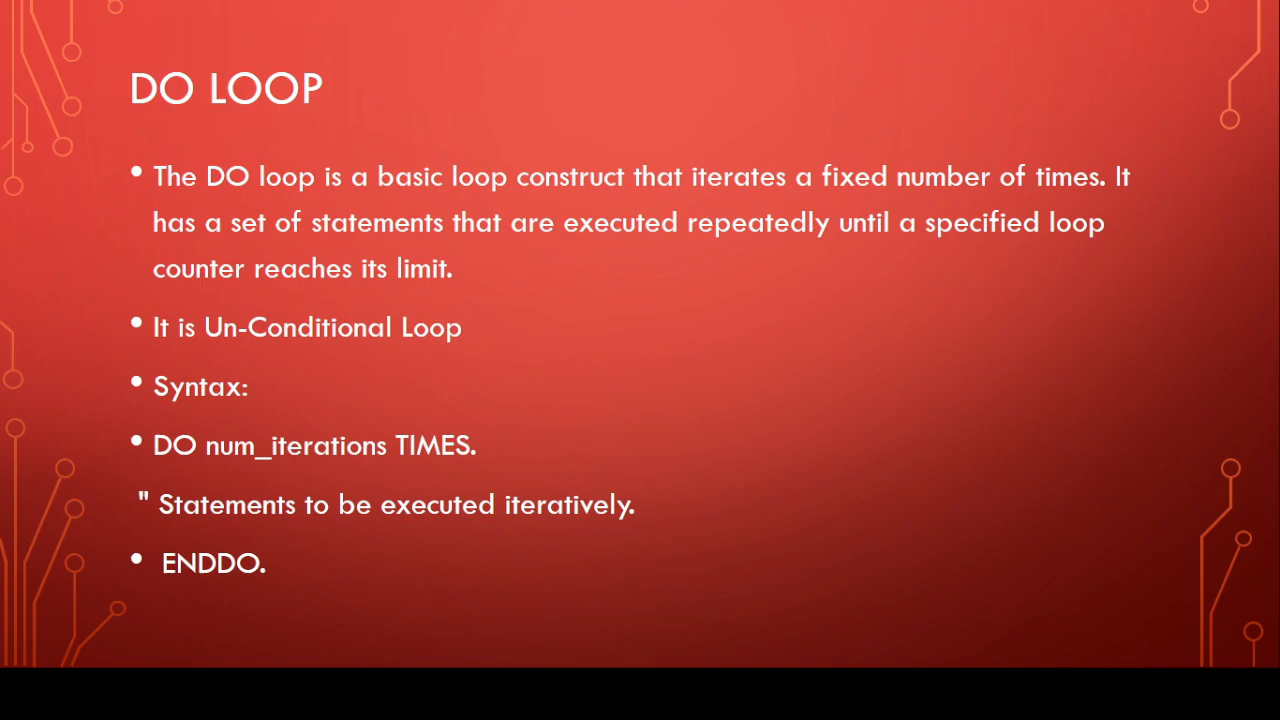 DO LOOP
• The DO loop is a basic loop construct that iterates a fixed number of times. It
has a set of statements that are executed repeatedly until a specified loop
counter reaches its limit.
• It is Un-Conditional Loop
• Syntax:
• DO num_iterations TIMES.
" Statements to be executed iteratively.
• ENDDO.